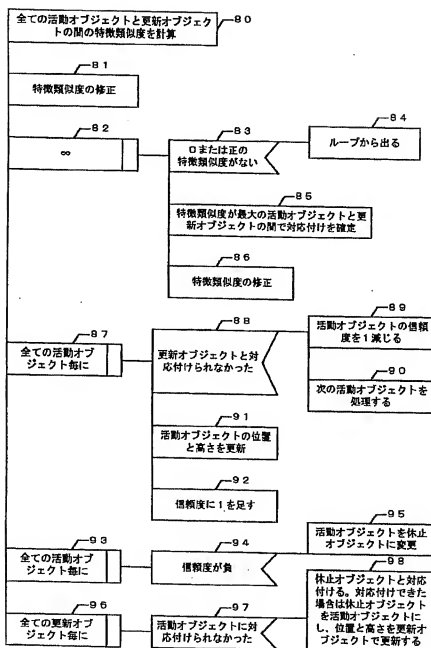 80
全ての活動オブジェクトと更新オブジェク
トの間の特徴類似度を計算
81
特徴類似度の修正
82
∞
83
0または正の
特徴類似度がない
84
ループから出る
85
特徴類似度が最大の活動オブジェクトと更
新オブジェクトの間で対応付けを確定
86
特徴類似度の修正
87
全ての活動オブ
ジェクト毎に
88
更新オブジェクトと対
応付けられなかった
89
活動オブジェクトの信頼
度を1減じる
90
次の活動オブジェクトを
処理する
91
活動オブジェクトの位置
と高さを更新
92
信頼度に1を足す
93
全ての活動オブ
ジェクト毎に
94
信頼度が負
95
活動オブジェクトを休止
オブジェクトに変更
96
全ての更新オブ
ジェクト毎に
97
活動オブジェクトに対
応付けられなかった
98
休止オブジェクトと対応
付ける。対応付けできた
場合は休止オブジェクト
を活動オブジェクトに
し、位置と高さを更新オブ
ジェクトで更新する